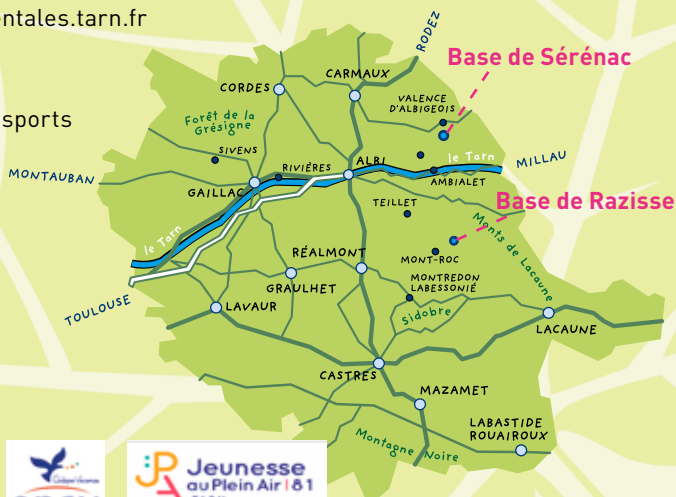 entales.tarn.fr
sports
RODEZ
Base de Sérénac
CARMAUX
CORDES
VALENCE
D'ALBIGEOIS
Forêt de la
Grésigne
SIVENS
ALBI
le Tarn
MILLAU
RIVIÈRES
MONTAUBAN
AMBIALET
GAILLAC
TEILLET
Base de Razisse
le Tarn
Monts de Lacaune
RÉALMONT
MONT-ROC
GRAULHET
MONTREDON
LABESSONIÉ
TOULOUSE
LAVAUR
Sidobre
LACAUNE
CASTRES
MAZAMET
LABASTIDE
ROUAIROUX
Montagne Noire
JPA
Jeunesse
au Plein Air | 81